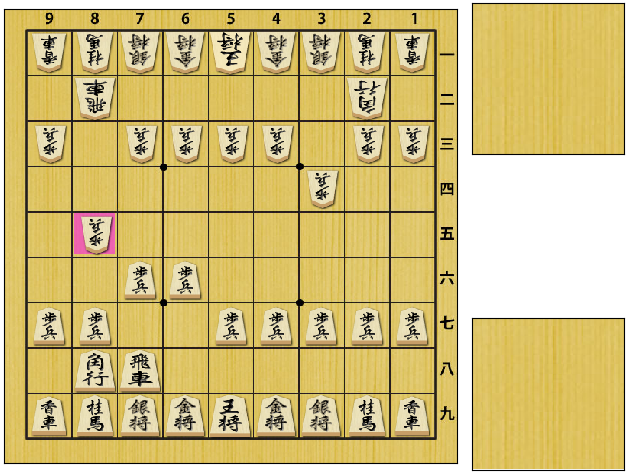 9 8 7 6 5 4 3 2 1
香車 桂馬 銀将 金将 王将 金将 銀将 桂馬 香車 一
飛車 角行 二
歩兵 歩兵 歩兵 歩兵 歩兵 歩兵 歩兵 三
歩兵 四
歩兵 五
歩兵 歩兵 六
歩兵 歩兵 歩兵 歩兵 歩兵 歩兵 歩兵 七
角行 飛車 八
香車 桂馬 銀将 金将 王将 金将 銀将 桂馬 香車 九